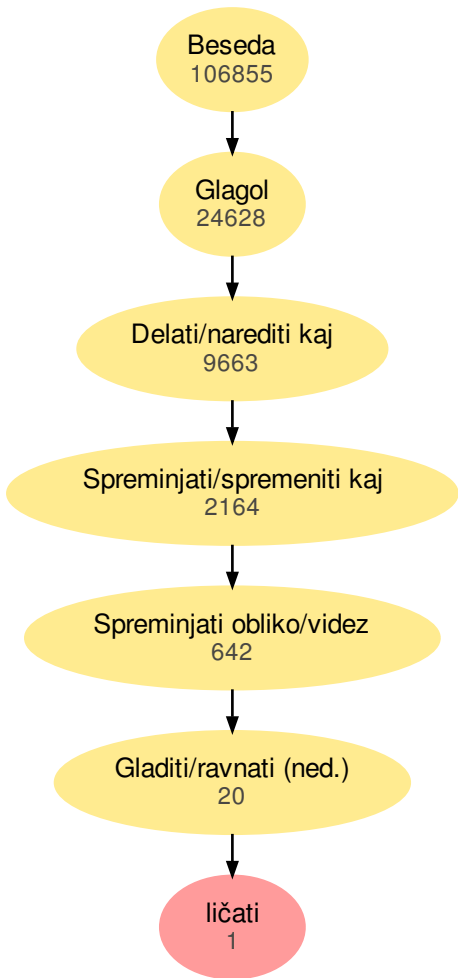 Beseda
106855
Glagol
24628
Delati/narediti kaj
9663
Spreminjati/spremeniti kaj
2164
Spreminjati obliko/videz
642
Gladiti/ravnati (ned.)
20
ličati
1